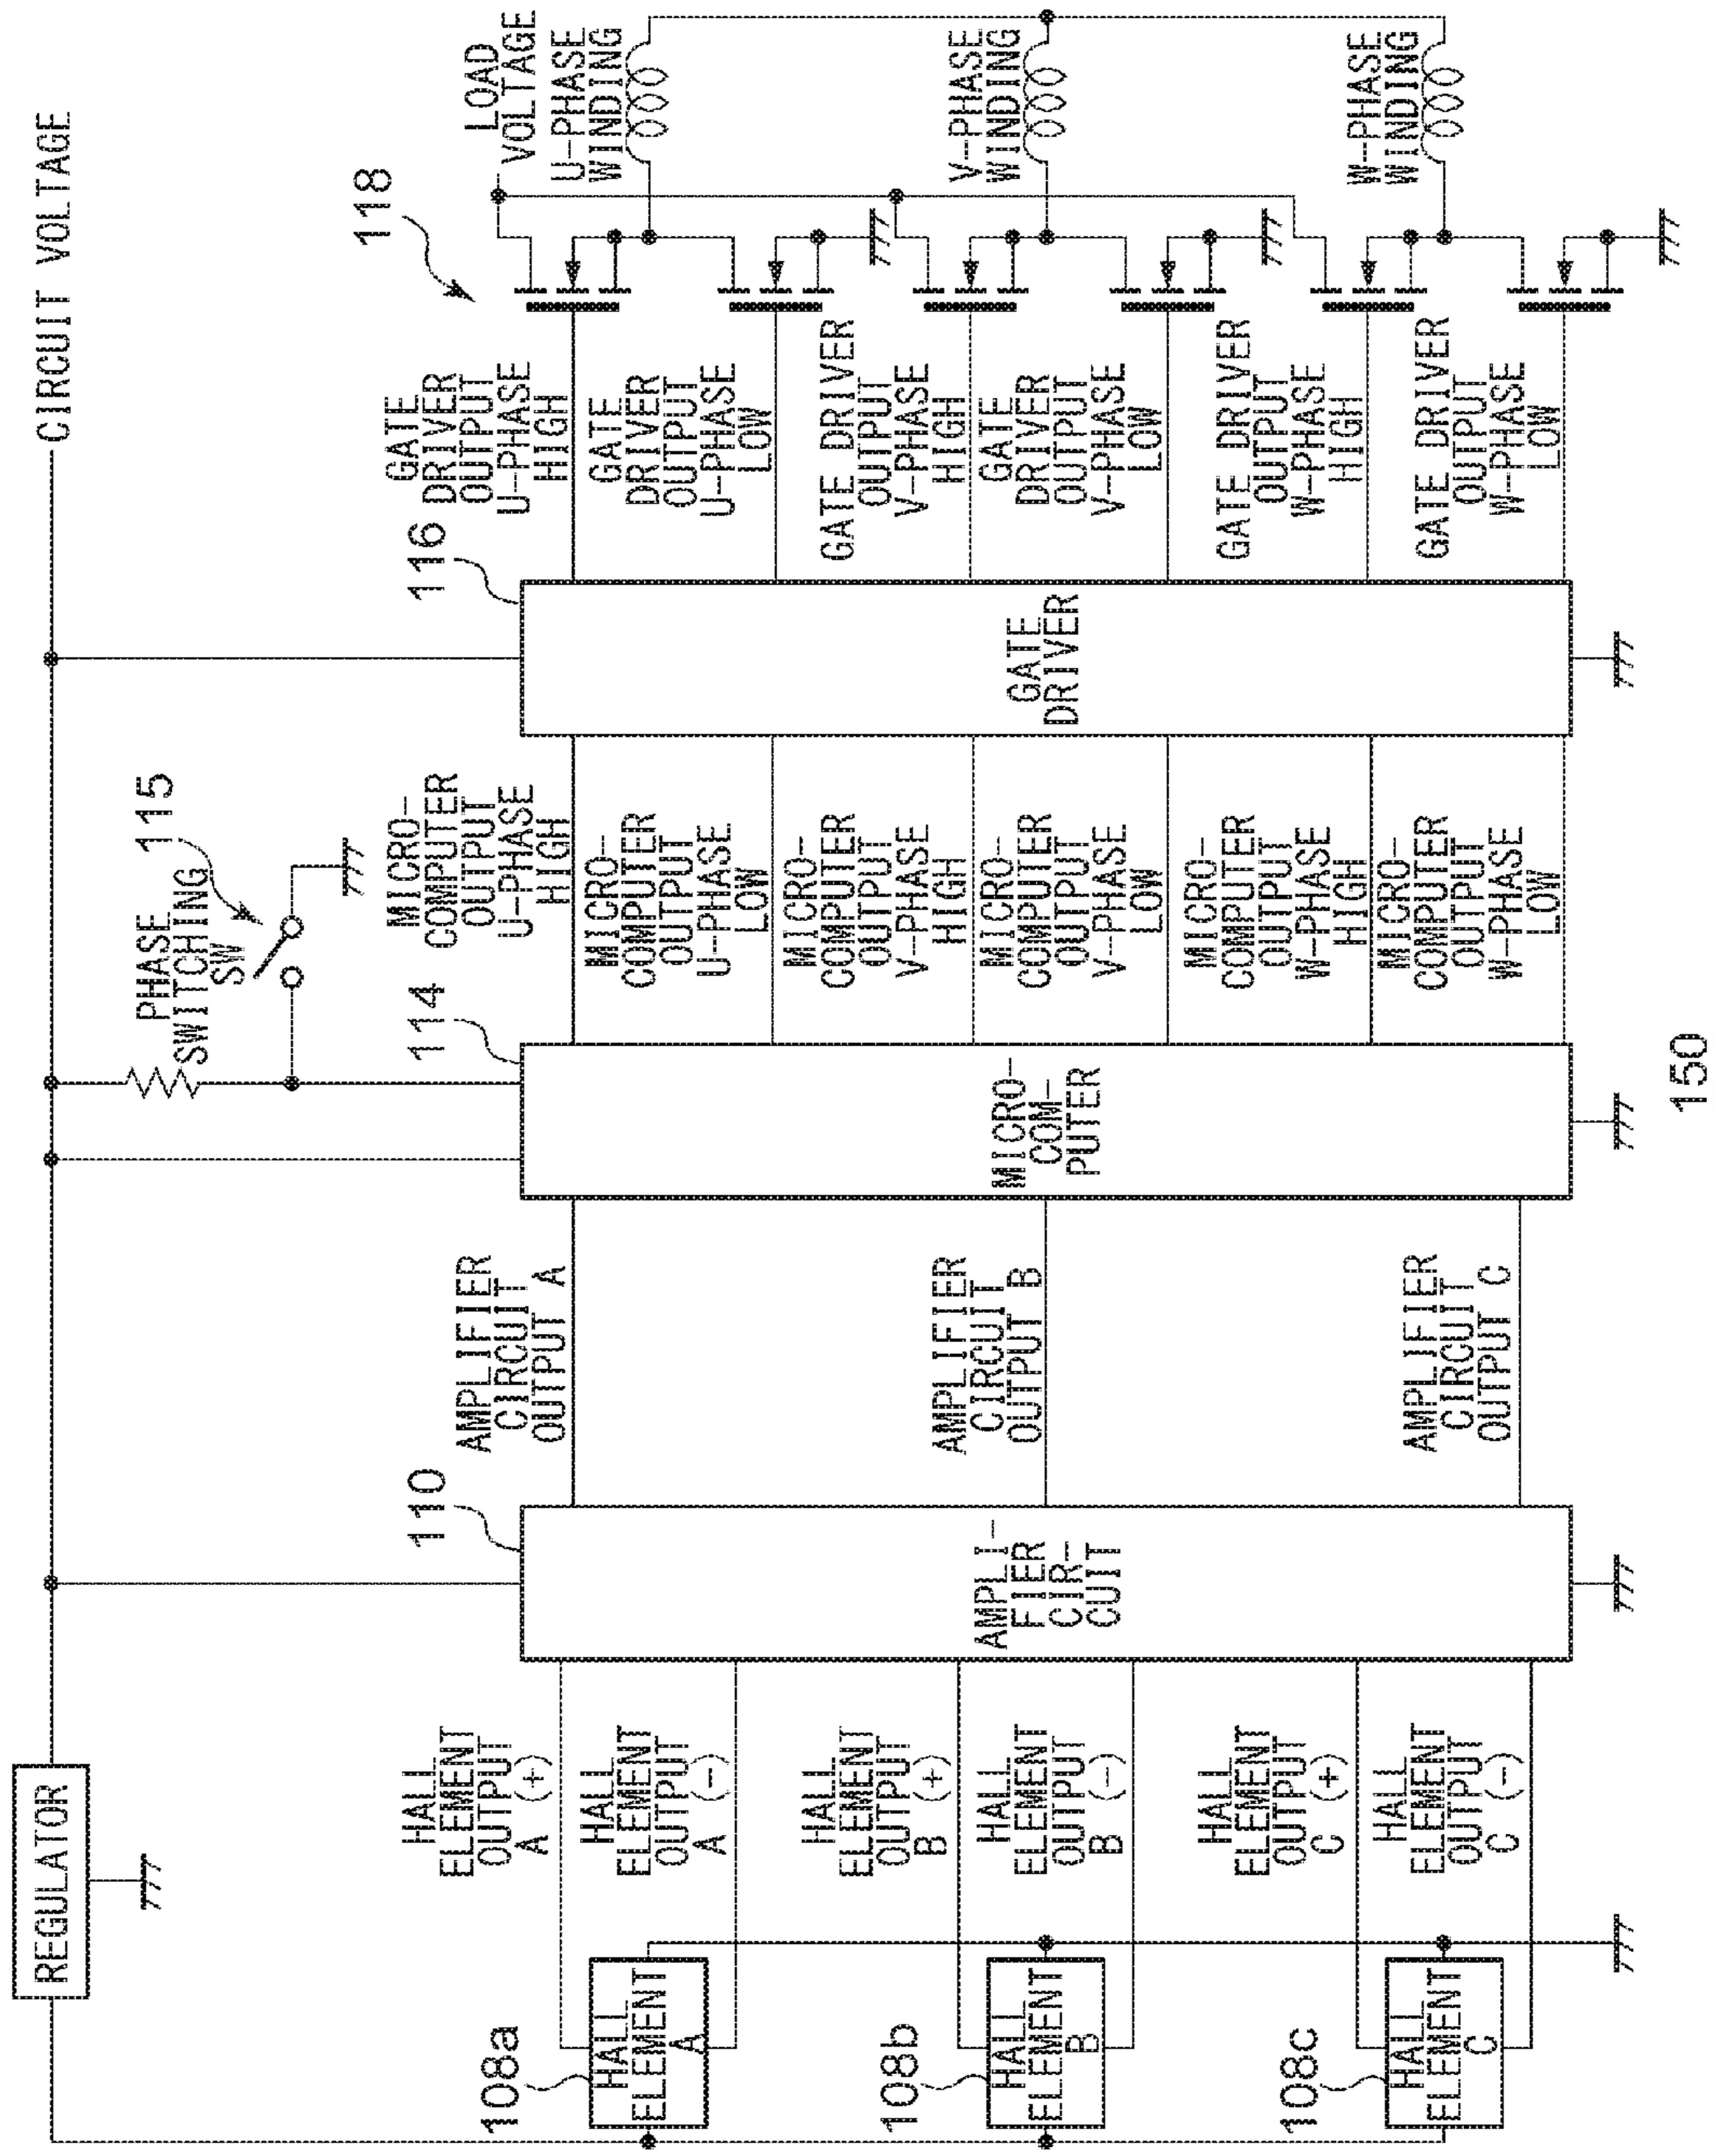 CIRCUIT VOLTAGE
REGULATOR
PHASE
SWITCHING
SW
115
118
LOAD
VOLTAGE
108a
HALL
ELEMENT
A
108b
HALL
ELEMENT
B
108c
HALL
ELEMENT
C
HALL
ELEMENT
OUTPUT
A (+)
HALL
ELEMENT
OUTPUT
A (-)
HALL
ELEMENT
OUTPUT
B (+)
HALL
ELEMENT
OUTPUT
B (-)
HALL
ELEMENT
OUTPUT
C (+)
HALL
ELEMENT
OUTPUT
C (-)
110
AMPLI-
FIER
CIR-
CUIT
AMPLIFIER
CIRCUIT
OUTPUT A
AMPLIFIER
CIRCUIT
OUTPUT B
AMPLIFIER
CIRCUIT
OUTPUT C
114
MICRO-
COM-
PUTER
MICRO-
COMPUTER
OUTPUT
U-PHASE
HIGH
MICRO-
COMPUTER
OUTPUT
U-PHASE
LOW
MICRO-
COMPUTER
OUTPUT
V-PHASE
HIGH
MICRO-
COMPUTER
OUTPUT
V-PHASE
LOW
MICRO-
COMPUTER
OUTPUT
W-PHASE
HIGH
MICRO-
COMPUTER
OUTPUT
W-PHASE
LOW
116
GATE
DRIVER
GATE
DRIVER
OUTPUT
U-PHASE
HIGH
GATE
DRIVER
OUTPUT
U-PHASE
LOW
GATE DRIVER
OUTPUT
V-PHASE
HIGH
GATE
DRIVER
OUTPUT
V-PHASE
LOW
GATE DRIVER
OUTPUT
W-PHASE
HIGH
GATE DRIVER
OUTPUT
W-PHASE
LOW
U-PHASE
WINDING
V-PHASE
WINDING
W-PHASE
WINDING
150